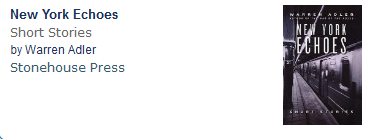 New York Echoes
Short Stories
by Warren Adler
Stonehouse Press
WARREN ADLER
NEW YORK
ECHOES
SHORT STORIES